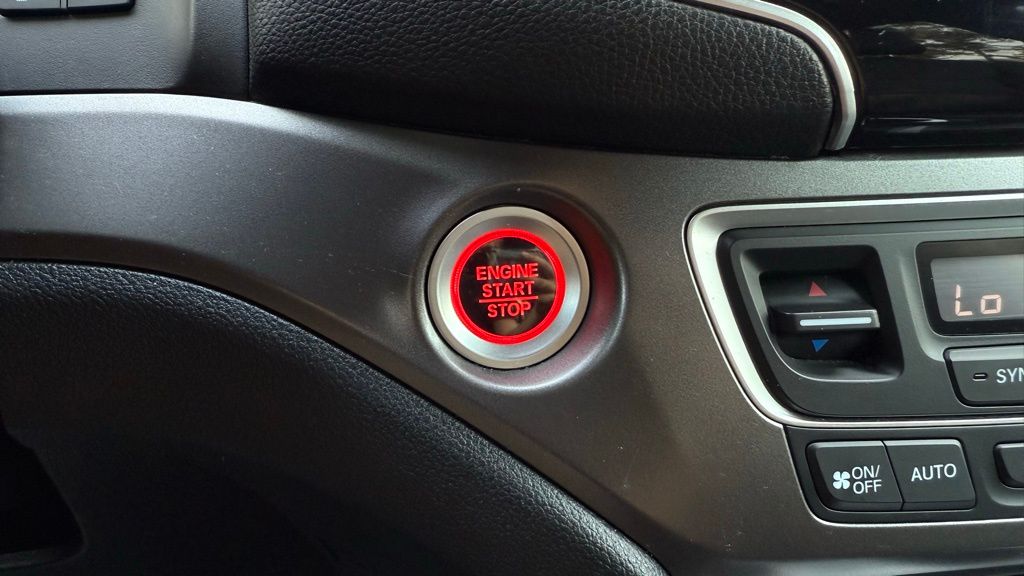 ENGINE
START
STOP
Lo
SYN
ON/
OFF
AUTO